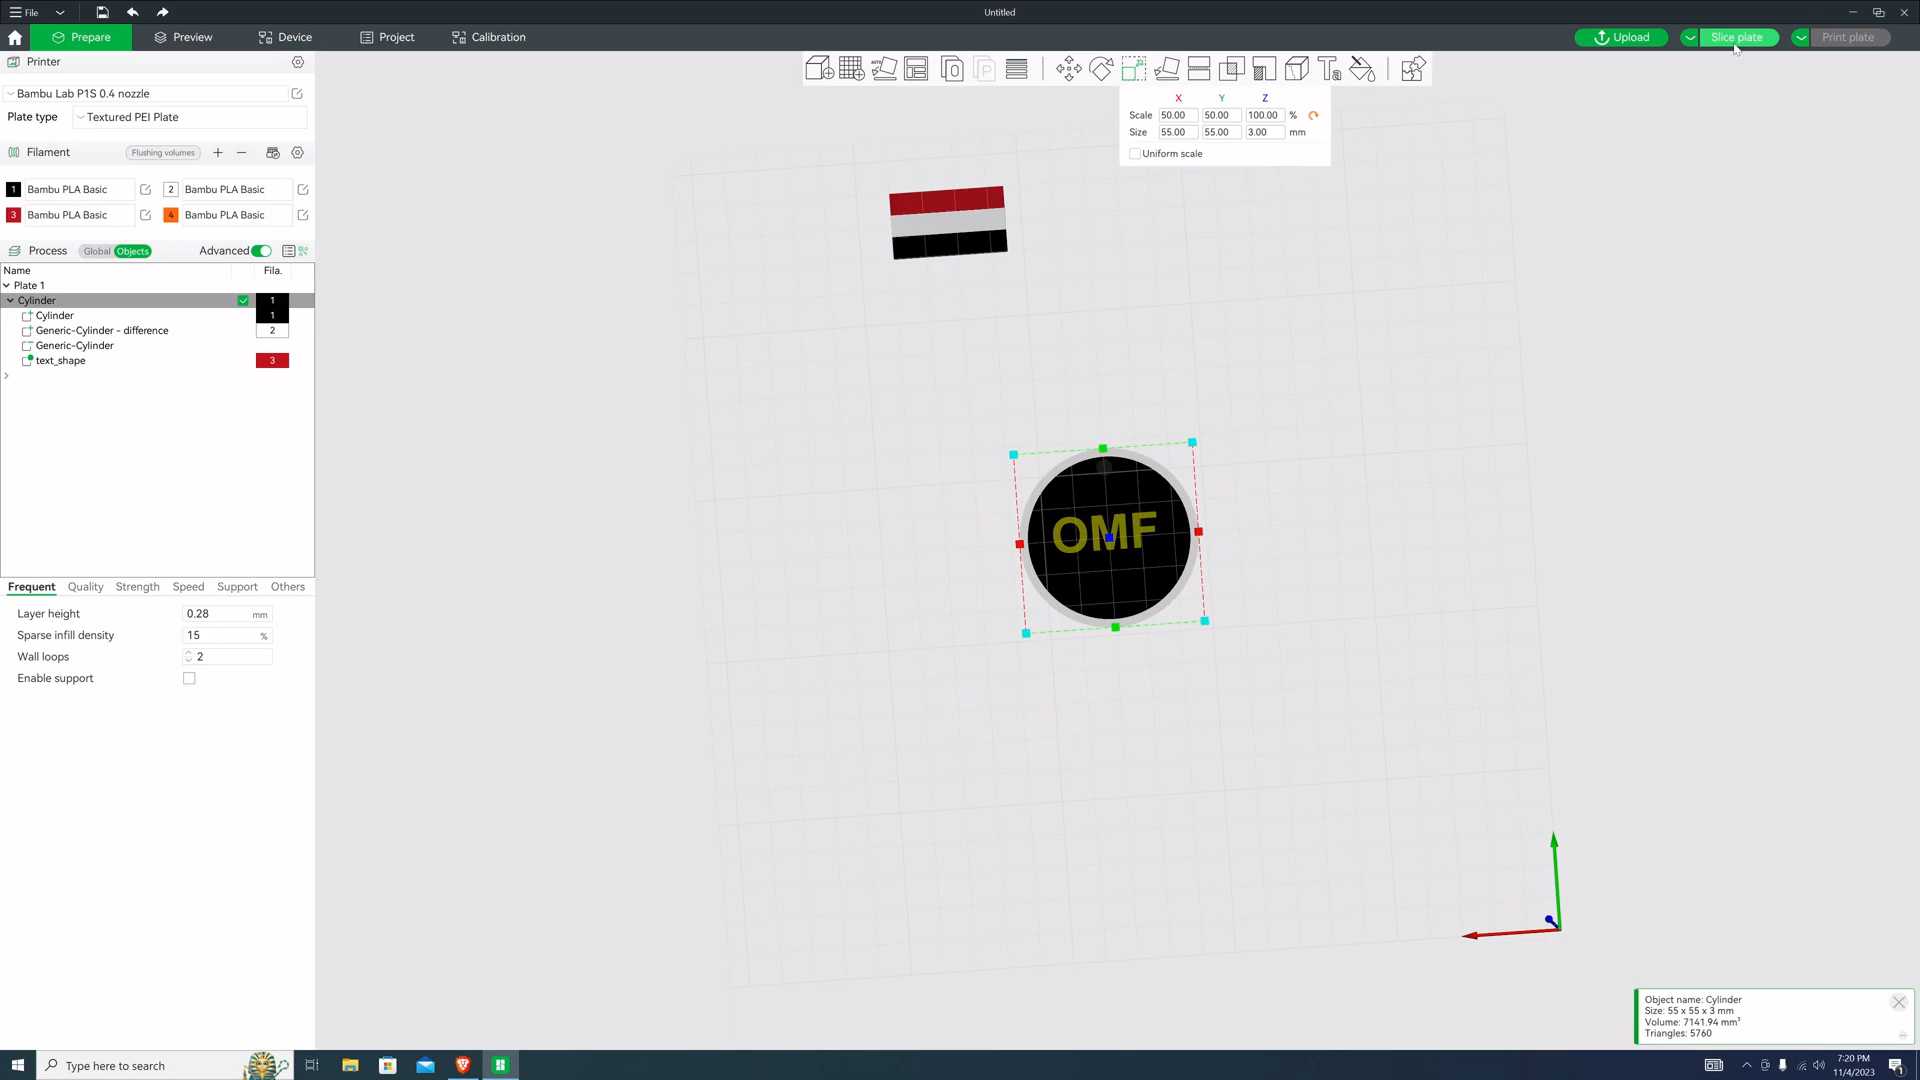 File
Untitled
Prepare
Preview
Device
Project
Calibration
Upload
Slice plate
Print plate
Printer
Bambu Lab P1S 0.4 nozzle
Plate type
Textured PEI Plate
Filament
Flushing volumes
1 Bambu PLA Basic
2 Bambu PLA Basic
3 Bambu PLA Basic
4 Bambu PLA Basic
Process
Global
Objects
Advanced
Name
Fila.
Plate 1
Cylinder 1
Cylinder 1
Generic-Cylinder - difference 2
Generic-Cylinder
text_shape 3
Frequent
Quality
Strength
Speed
Support
Others
Layer height 0.28 mm
Sparse infill density 15 %
Wall loops 2
Enable support
AUTO
0
P
X Y Z
Scale 50.00 50.00 100.00 %
Size 55.00 55.00 3.00 mm
Uniform scale
OMF
Object name: Cylinder
Size: 55 x 55 x 3 mm
Volume: 7141.94 mm³
Triangles: 5760
Type here to search
7:20 PM
11/4/2023
1